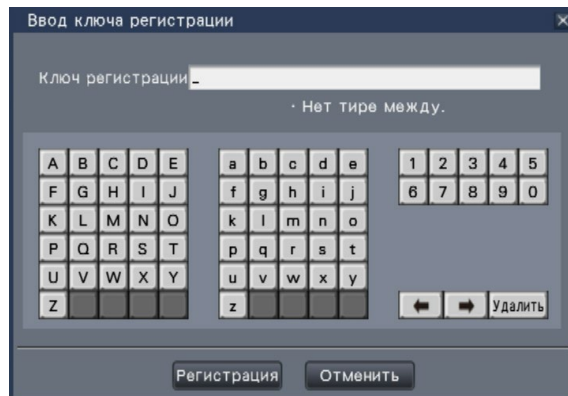 Ввод ключа регистрации
Ключ регистрации
· Нет тире между.
A B C D E a b c d e 1 2 3 4 5
F G H I J f g h i j 6 7 8 9 0
K L M N O k l m n o
P Q R S T p q r s t
U V W X Y u v w x y
Z z Удалить
Регистрация Отменить